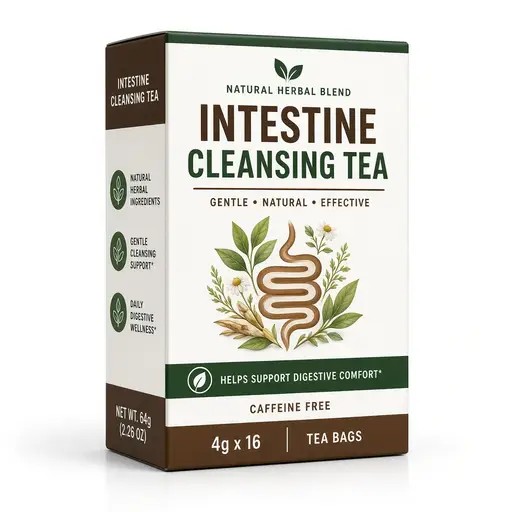 NATURAL HERBAL BLEND
INTESTINE
CLEANSING TEA
GENTLE • NATURAL • EFFECTIVE
HELPS SUPPORT DIGESTIVE COMFORT*
CAFFEINE FREE
4g x 16 | TEA BAGS
INTESTINE
CLEANSING TEA
NATURAL
HERBAL
INGREDIENTS
GENTLE
CLEANSING
SUPPORT*
DAILY
DIGESTIVE
WELLNESS*
NET WT. 64g
(2.26 OZ)